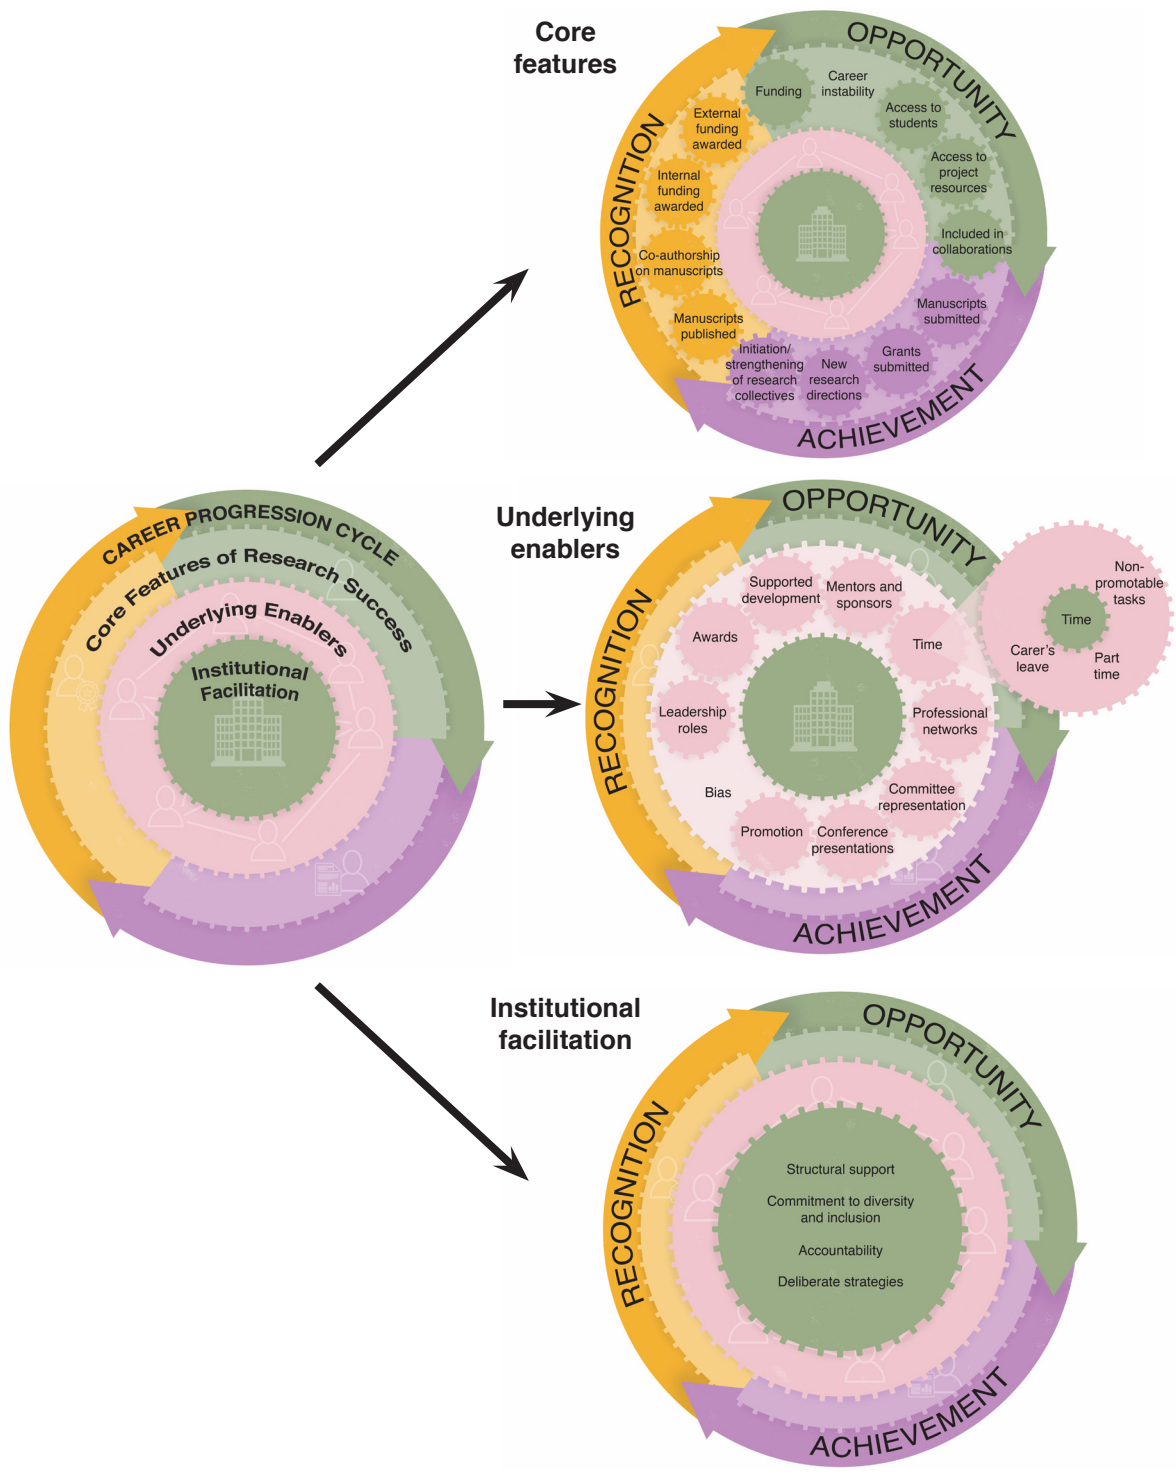 Core
features
OPPORTUNITY
ACHIEVEMENT
RECOGNITION
Funding
Career
instability
Access to
students
Access to
project
resources
Included in
collaborations
Manuscripts
submitted
Grants
submitted
New
research
directions
Initiation/
strengthening
of research
collectives
Manuscripts
published
Co-authorship
on manuscripts
Internal
funding
awarded
External
funding
awarded
CAREER PROGRESSION CYCLE
Core Features of Research Success
Underlying Enablers
Institutional
Facilitation
Underlying
enablers
OPPORTUNITY
ACHIEVEMENT
RECOGNITION
Supported
development
Mentors and
sponsors
Time
Professional
networks
Committee
representation
Conference
presentations
Promotion
Bias
Leadership
roles
Awards
Non-
promotable
tasks
Time
Carer's
leave
Part
time
Institutional
facilitation
OPPORTUNITY
ACHIEVEMENT
RECOGNITION
Structural support
Commitment to diversity
and inclusion
Accountability
Deliberate strategies